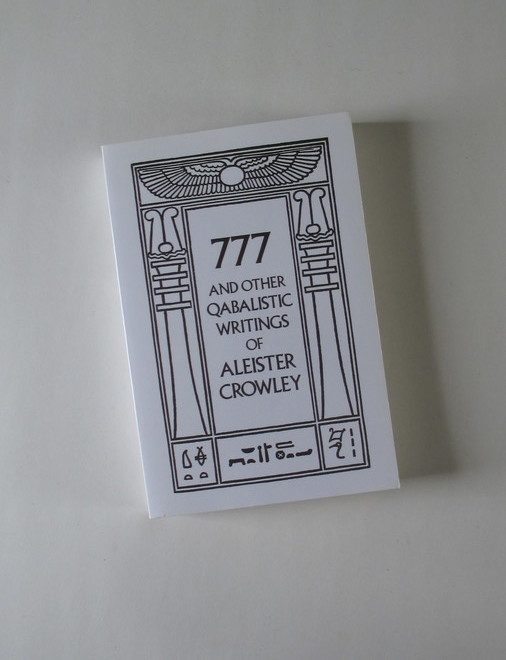 777
AND OTHER
QABALISTIC
WRITINGS
OF
ALEISTER
CROWLEY